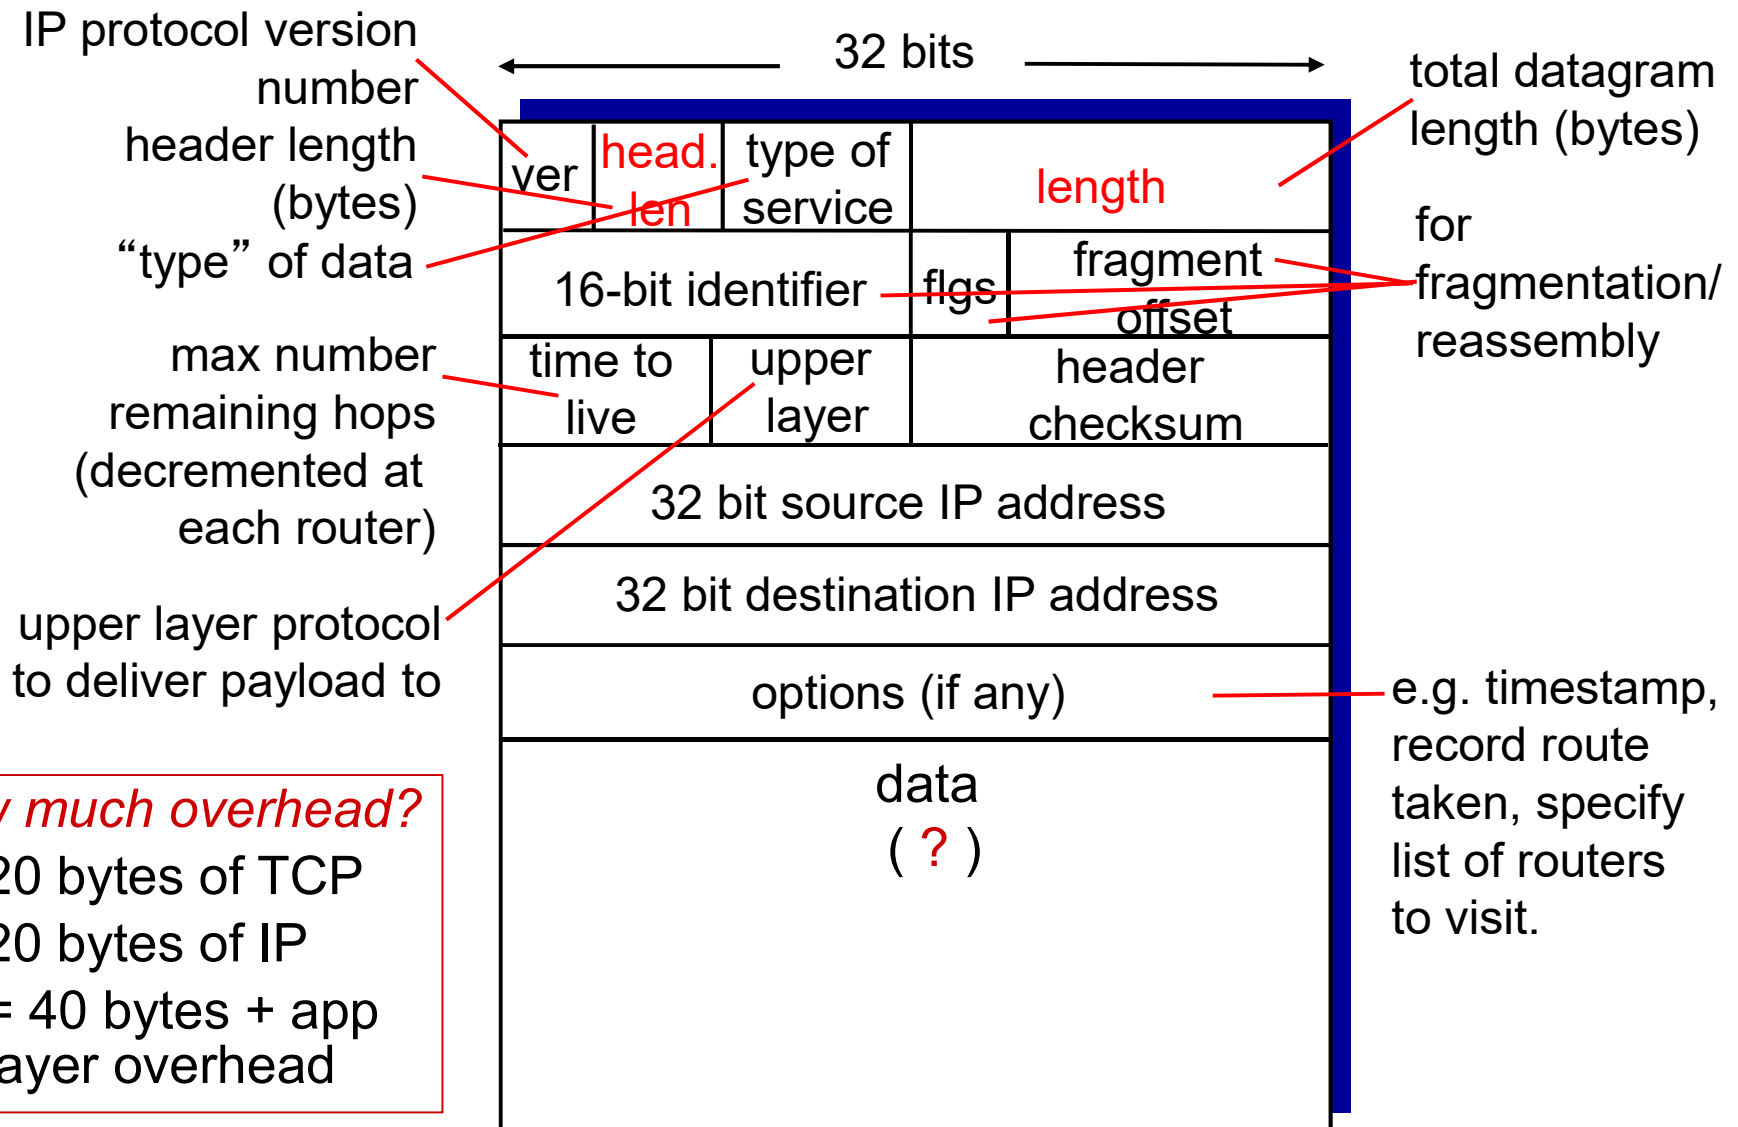 IP protocol version
number
header length
(bytes)
“type” of data
max number
remaining hops
(decremented at
each router)
upper layer protocol
to deliver payload to
much overhead?
20 bytes of TCP
20 bytes of IP
= 40 bytes + app
overhead
32 bits
ver
head.
len
type of
service
length
16-bit identifier
flgs
fragment
offset
time to
live
upper
layer
header
checksum
32 bit source IP address
32 bit destination IP address
options (if any)
data
( ? )
total datagram
length (bytes)
for
fragmentation/
reassembly
e.g. timestamp,
record route
taken, specify
list of routers
to visit.